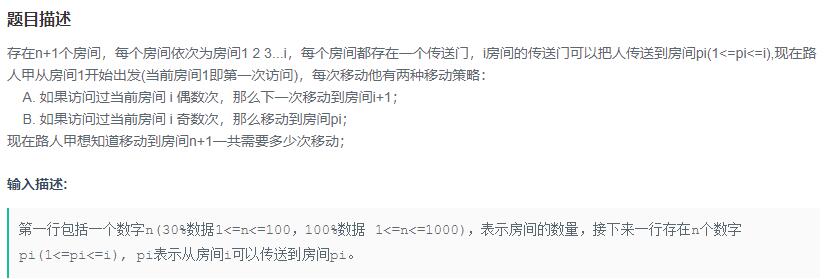 题目描述
存在n+1个房间，每个房间依次为房间1 2 3...i，每个房间都存在一个传送门，i房间的传送门可以把人传送到房间pi(1<=pi<=i),现在路
人甲从房间1开始出发(当前房间1即第一次访问)，每次移动他有两种移动策略：
A. 如果访问过当前房间 i 偶数次，那么下一次移动到房间i+1；
B. 如果访问过当前房间 i 奇数次，那么移动到房间pi；
现在路人甲想知道移动到房间n+1一共需要多少次移动；
输入描述:
第一行包括一个数字n(30%数据1<=n<=100，100%数据 1<=n<=1000)，表示房间的数量，接下来一行存在n个数字
pi(1<=pi<=i), pi表示从房间i可以传送到房间pi。